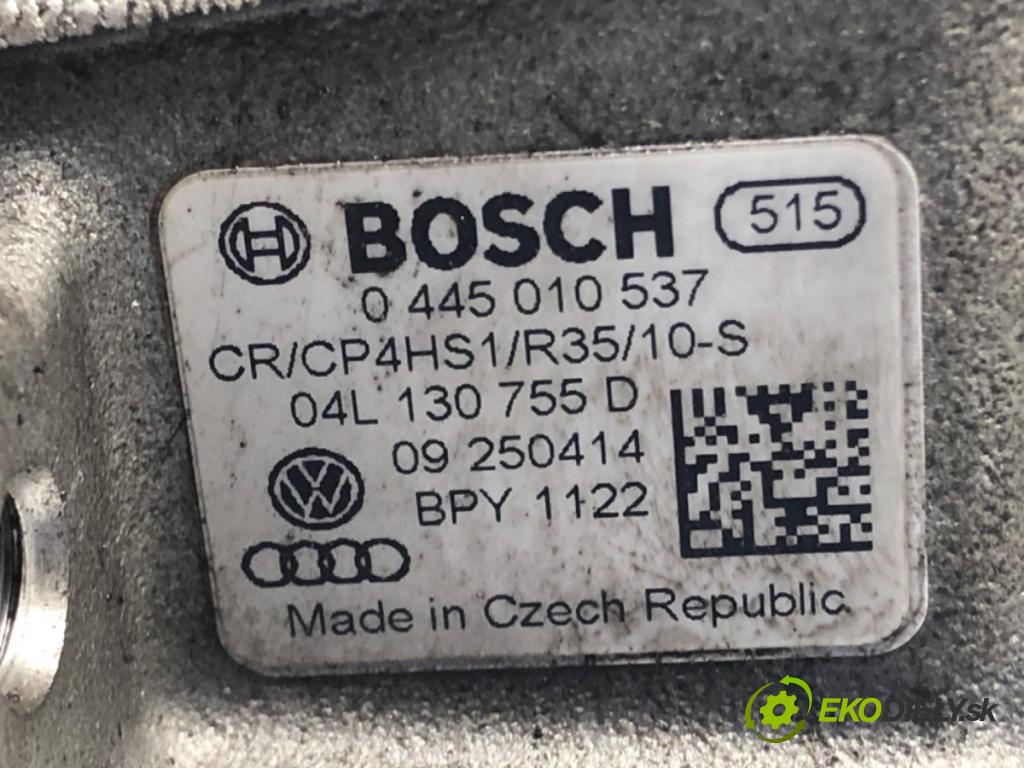 BOSCH 515
0 445 010 537
CR/CP4HS1/R35/10-S
04L 130 755 D
09 250414
BPY 1122
Made in Czech Republic
EKODIELY.sk